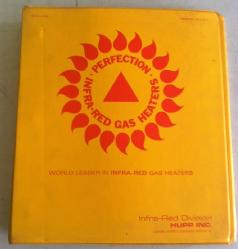 PERFECTION
INFRA-RED GAS HEATERS
WORLD LEADER IN INFRA-RED GAS HEATERS
Infra-Red Division
HUPP INC.